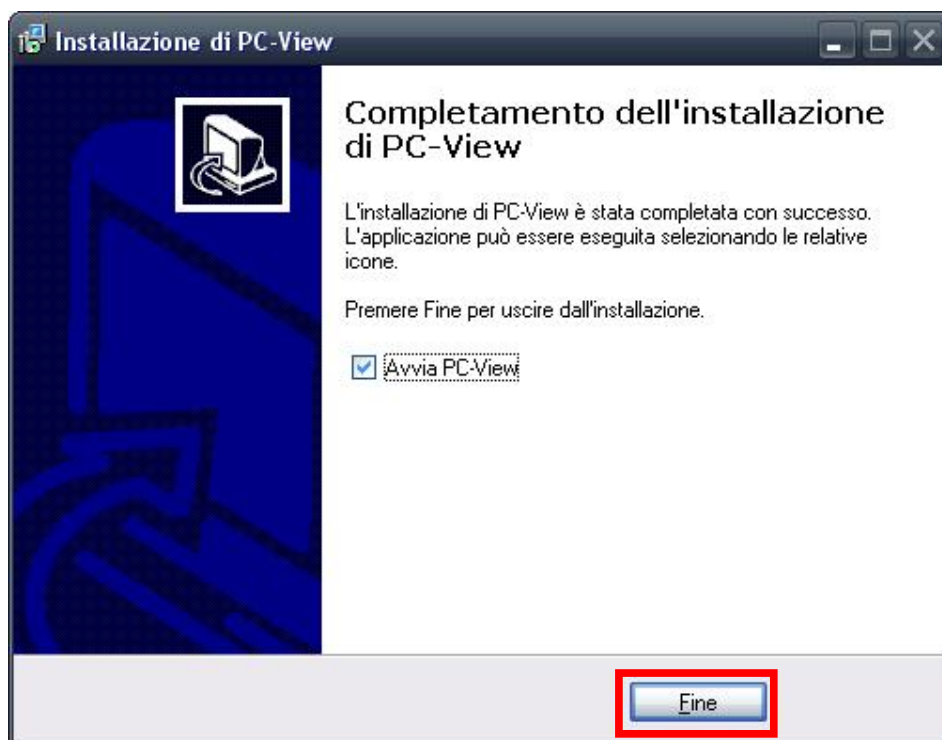 Installazione di PC-View
Completamento dell'installazione
di PC-View
L'installazione di PC-View è stata completata con successo.
L'applicazione può essere eseguita selezionando le relative
icone.
Premere Fine per uscire dall'installazione.
Avvia PC-View
Fine